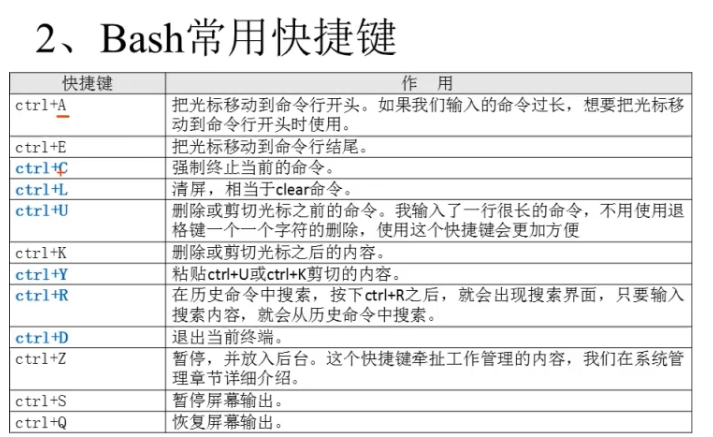 2、Bash常用快捷键
快捷键 作 用
ctrl+A 把光标移动到命令行开头。如果我们输入的命令过长，想要把光标移
动到命令行开头时使用。
ctrl+E 把光标移动到命令行结尾。
ctrl+C 强制终止当前的命令。
ctrl+L 清屏，相当于clear命令。
ctrl+U 删除或剪切光标之前的命令。我输入了一行很长的命令，不用使用退
格键一个一个字符的删除，使用这个快捷键会更加方便
ctrl+K 删除或剪切光标之后的内容。
ctrl+Y 粘贴ctrl+U或ctrl+K剪切的内容。
ctrl+R 在历史命令中搜索，按下ctrl+R之后，就会出现搜索界面，只要输入
搜索内容，就会从历史命令中搜索。
ctrl+D 退出当前终端。
ctrl+Z 暂停，并放入后台。这个快捷键牵扯工作管理的内容，我们在系统管
理章节详细介绍。
ctrl+S 暂停屏幕输出。
ctrl+Q 恢复屏幕输出。